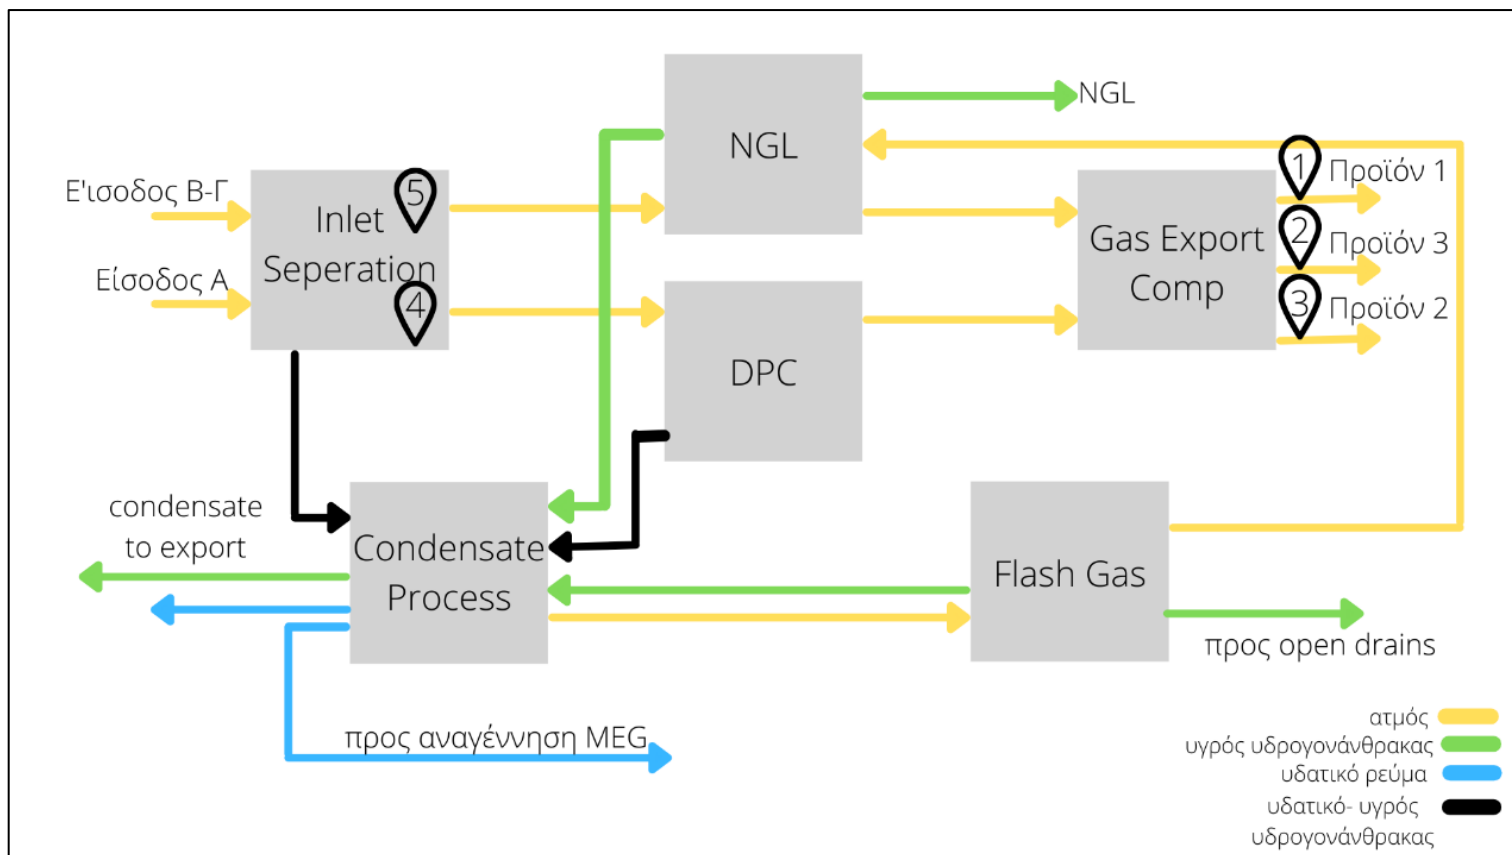 NGL
NGL
Ε'ισοδος Β-Γ
5
Inlet
Seperation
Είσοδος Α
4
1
Προϊόν 1
2
Προϊόν 3
3
Προϊόν 2
Gas Export
Comp
DPC
condensate
to export
Condensate
Process
Flash Gas
προς open drains
προς αναγέννηση MEG
ατμός
υγρός υδρογονάνθρακας
υδατικό ρεύμα
υδατικό- υγρός
υδρογονάνθρακας